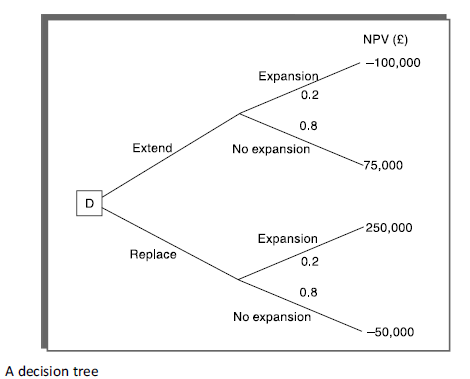 NPV (£)
–100,000
Expansion
0.2
0.8
No expansion
75,000
Extend
D
Replace
250,000
Expansion
0.2
0.8
No expansion
–50,000
A decision tree